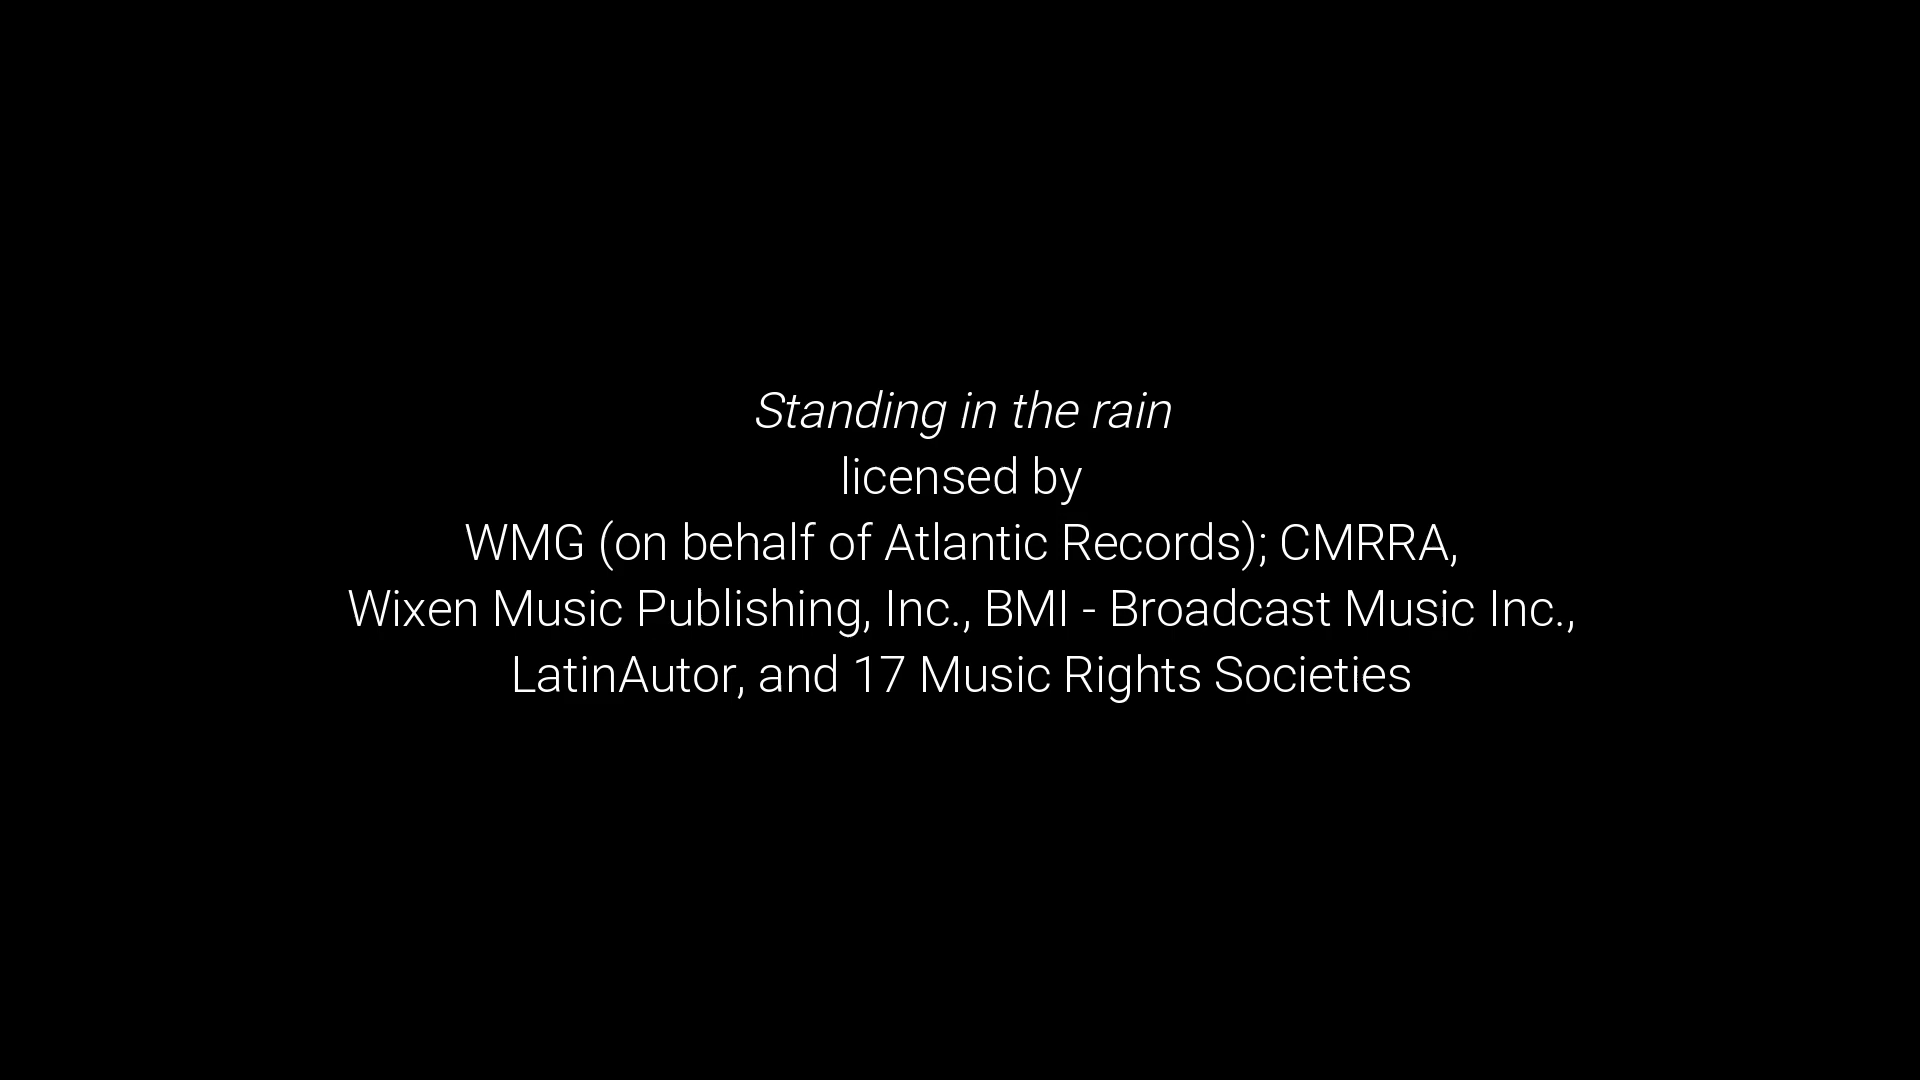 Standing in the rain
licensed by
WMG (on behalf of Atlantic Records); CMRRA,
Wixen Music Publishing, Inc., BMI - Broadcast Music Inc.,
LatinAutor, and 17 Music Rights Societies